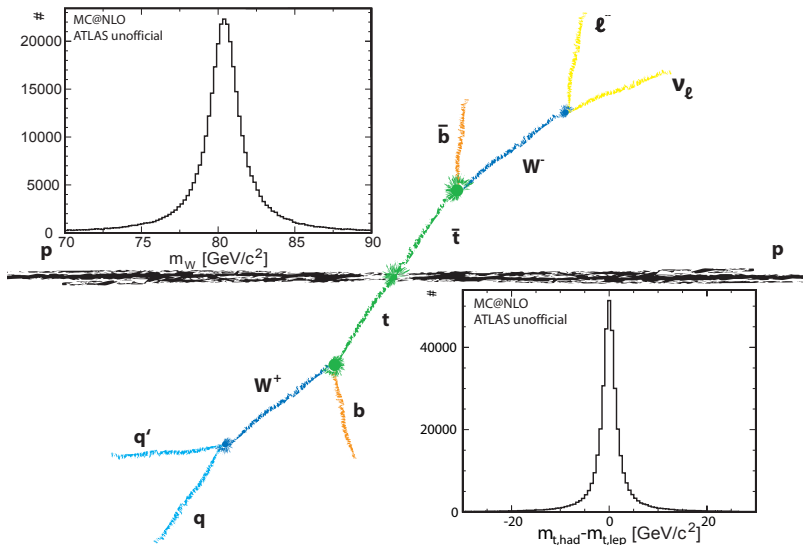 #
MC@NLO
ATLAS unofficial
20000
15000
10000
5000
0
70 75 80 85 90
m_W [GeV/c²]
ℓ⁻
ν_ℓ
b̄
W⁻
t̄
p
p
t
W⁺
b
q‘
q
#
MC@NLO
ATLAS unofficial
40000
20000
0
-20 0 20
m_t,had-m_t,lep [GeV/c²]